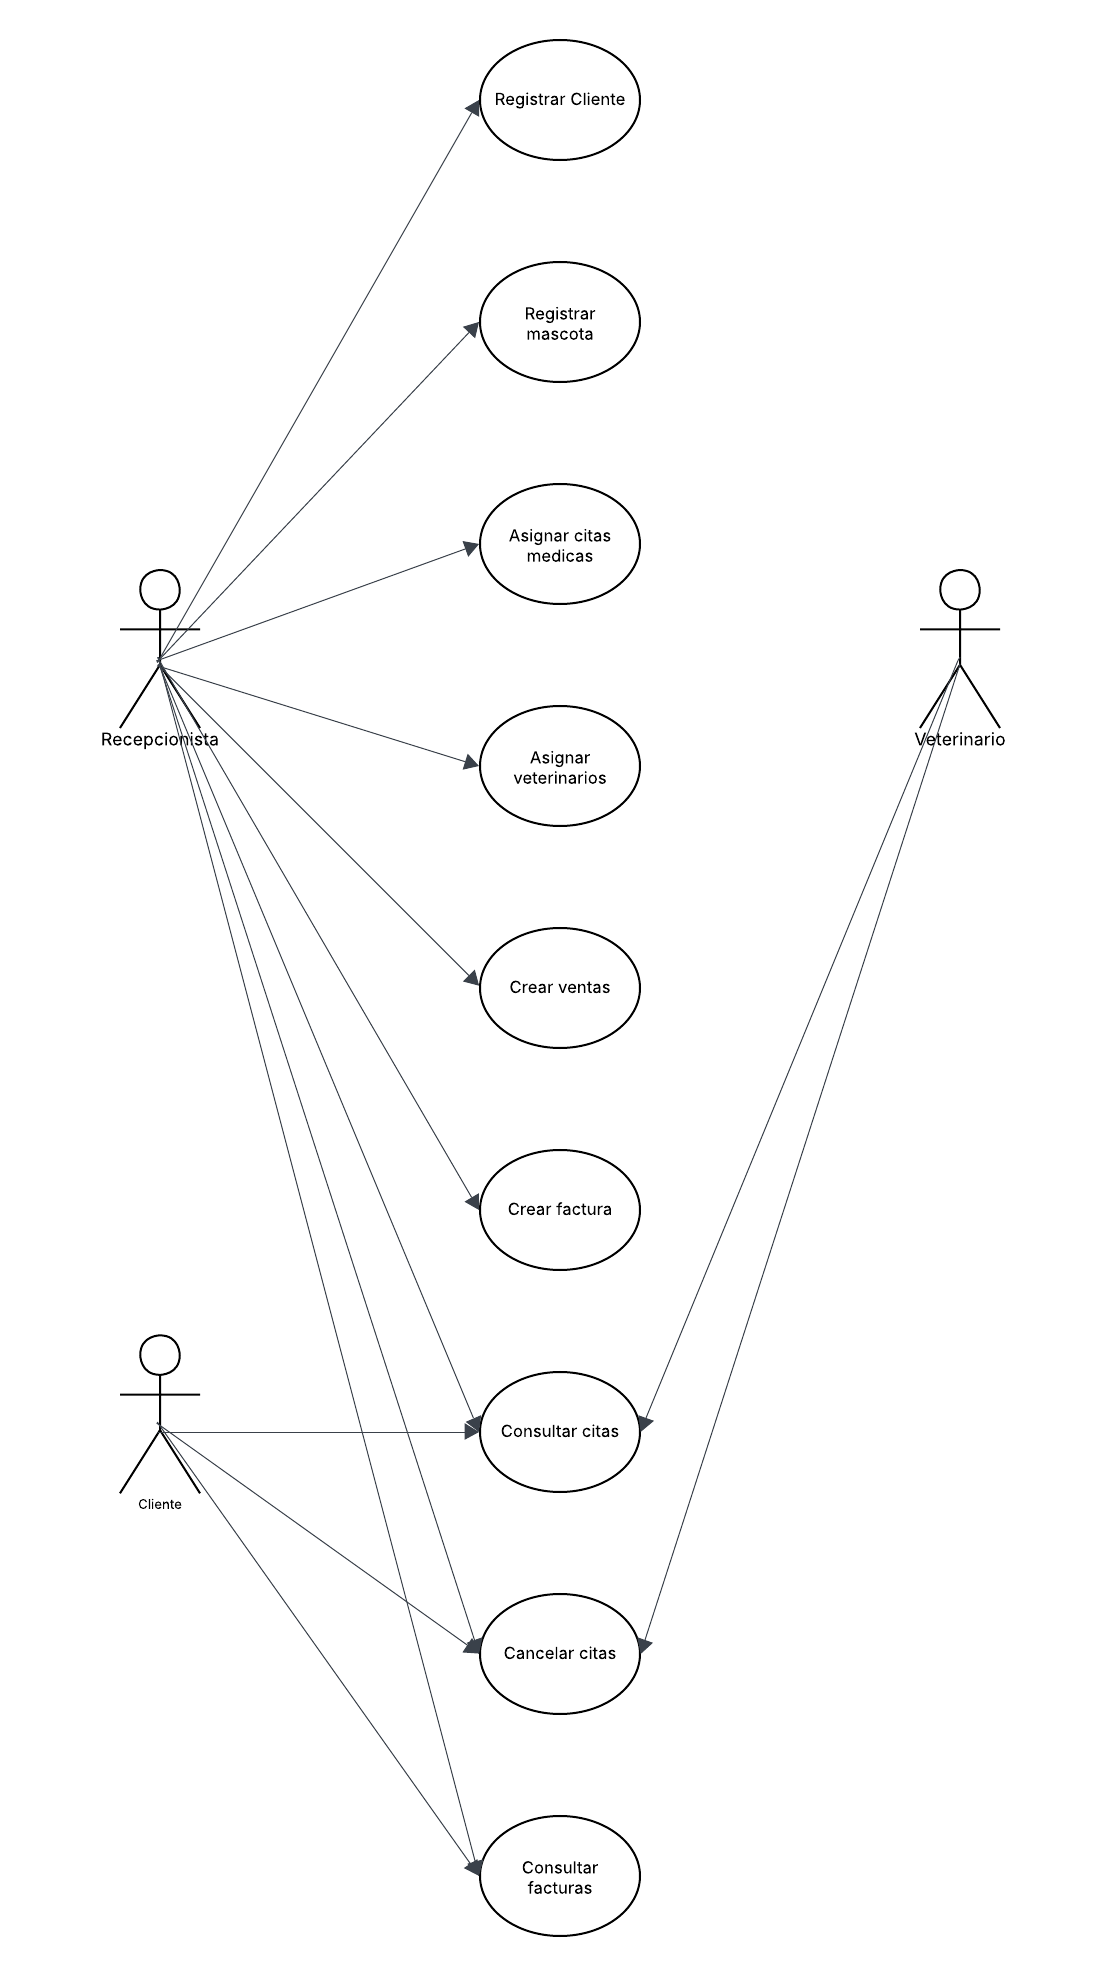 Registrar Cliente
Registrar
mascota
Asignar citas
medicas
Recepcionista
Veterinario
Asignar
veterinarios
Crear ventas
Crear factura
Consultar citas
Cliente
Cancelar citas
Consultar
facturas